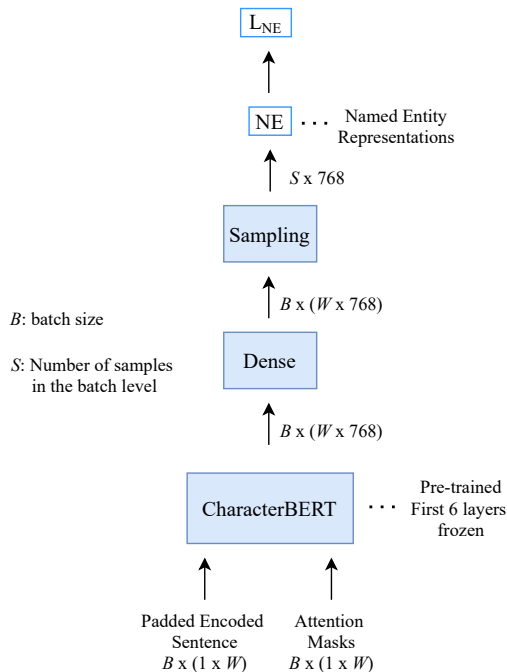 L_NE
NE
. . .
Named Entity
Representations
S x 768
Sampling
B x (W x 768)
B: batch size
S: Number of samples
in the batch level
Dense
B x (W x 768)
CharacterBERT
. . .
Pre-trained
First 6 layers
frozen
Padded Encoded
Sentence
B x (1 x W)
Attention
Masks
B x (1 x W)